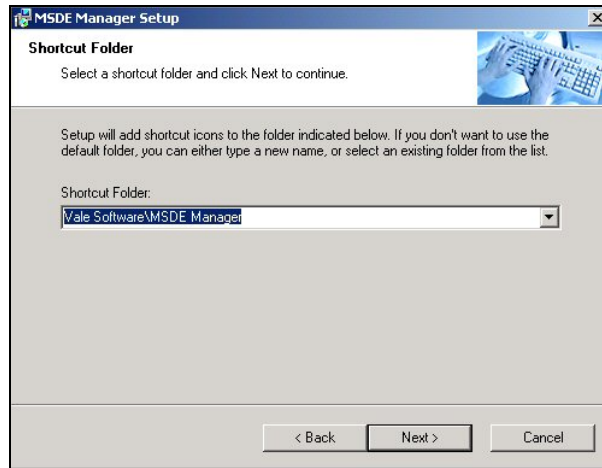 MSDE Manager Setup
Shortcut Folder
Select a shortcut folder and click Next to continue.
Setup will add shortcut icons to the folder indicated below. If you don't want to use the
default folder, you can either type a new name, or select an existing folder from the list.
Shortcut Folder:
Vale Software\MSDE Manager
< Back
Next >
Cancel